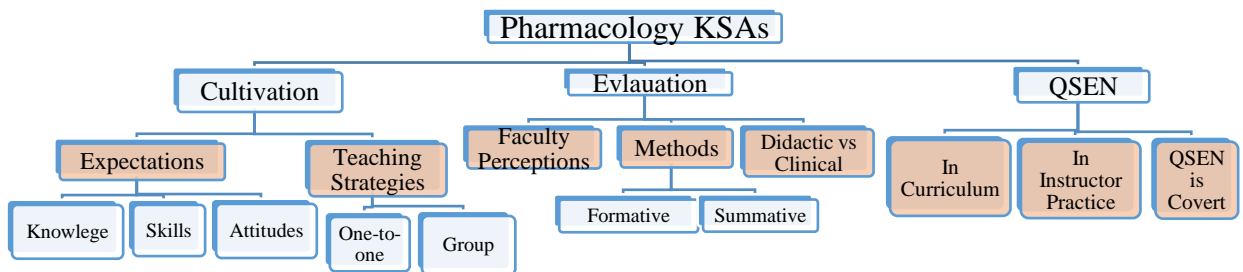 Pharmacology KSAs
Cultivation
Evlauation
QSEN
Expectations
Teaching
Strategies
Faculty
Perceptions
Methods
Didactic vs
Clinical
In
Curriculum
In
Instructor
Practice
QSEN
is
Covert
Knowlege
Skills
Attitudes
One-to-
one
Group
Formative
Summative